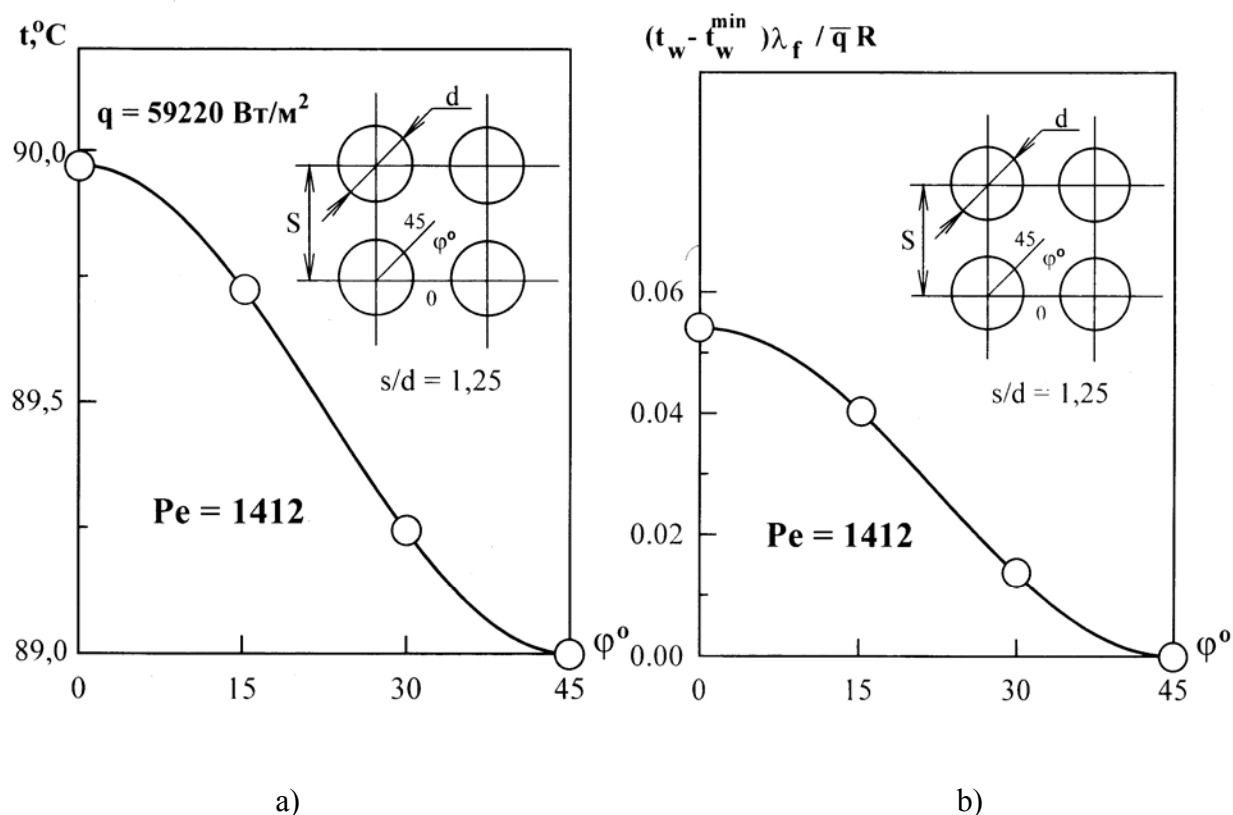 t,°C
q = 59220 Вт/м²
90,0
89,5
89,0
d
S
45
φ°
0
s/d = 1,25
Pe = 1412
φ°
0 15 30 45
a)
(t_w - t_w^min)λ_f / q̅ R
0.06
0.04
0.02
0.00
d
S
45
φ°
0
s/d = 1,25
Pe = 1412
φ°
0 15 30 45
b)